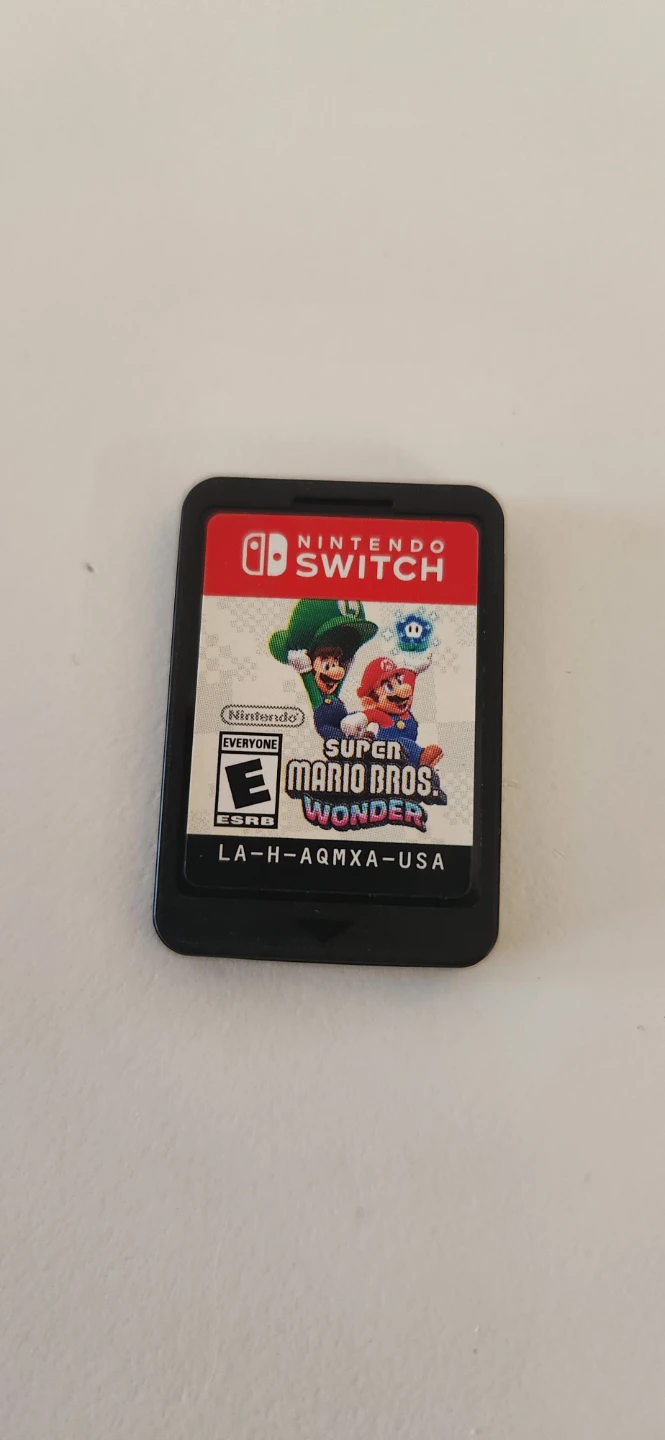 NINTENDO
SWITCH
L
Nintendo
EVERYONE
E
ESRB
SUPER
MARIO BROS.
WONDER
LA-H-AQMXA-USA